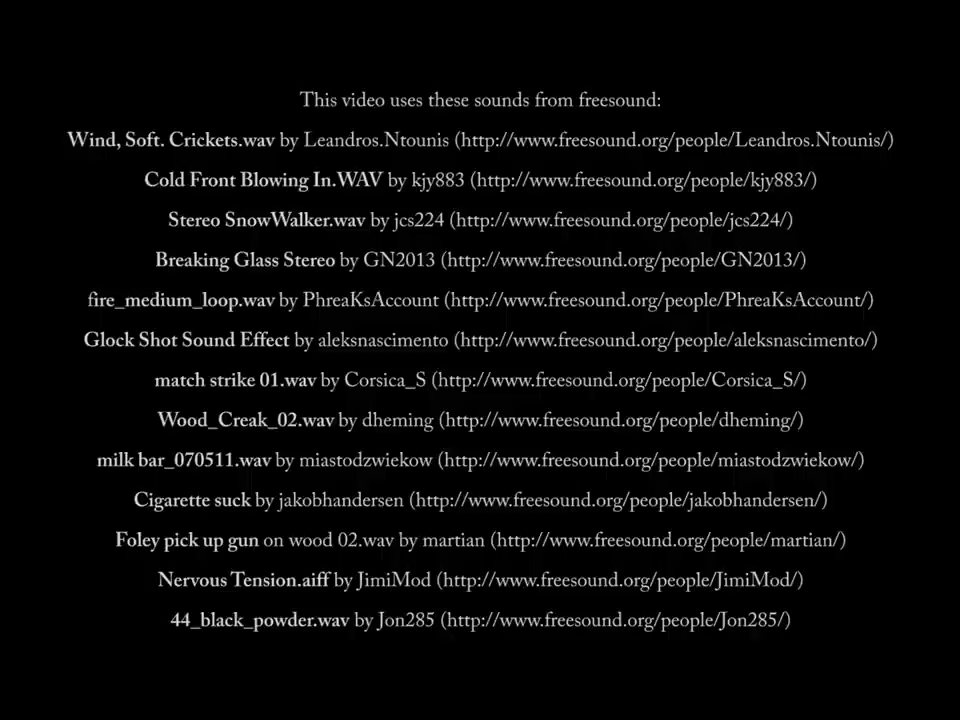 This video uses these sounds from freesound:
Wind, Soft. Crickets.wav by Leandros.Ntounis (http://www.freesound.org/people/Leandros.Ntounis/)
Cold Front Blowing In.WAV by kjy883 (http://www.freesound.org/people/kjy883/)
Stereo SnowWalker.wav by jcs224 (http://www.freesound.org/people/jcs224/)
Breaking Glass Stereo by GN2013 (http://www.freesound.org/people/GN2013/)
fire_medium_loop.wav by PhreaKsAccount (http://www.freesound.org/people/PhreaKsAccount/)
Glock Shot Sound Effect by aleksnascimento (http://www.freesound.org/people/aleksnascimento/)
match strike 01.wav by Corsica_S (http://www.freesound.org/people/Corsica_S/)
Wood_Creak_02.wav by dheming (http://www.freesound.org/people/dheming/)
milk bar_070511.wav by miastodzwiekow (http://www.freesound.org/people/miastodzwiekow/)
Cigarette suck by jakobhandersen (http://www.freesound.org/people/jakobhandersen/)
Foley pick up gun on wood 02.wav by martian (http://www.freesound.org/people/martian/)
Nervous Tension.aiff by JimiMod (http://www.freesound.org/people/JimiMod/)
44_black_powder.wav by Jon285 (http://www.freesound.org/people/Jon285/)